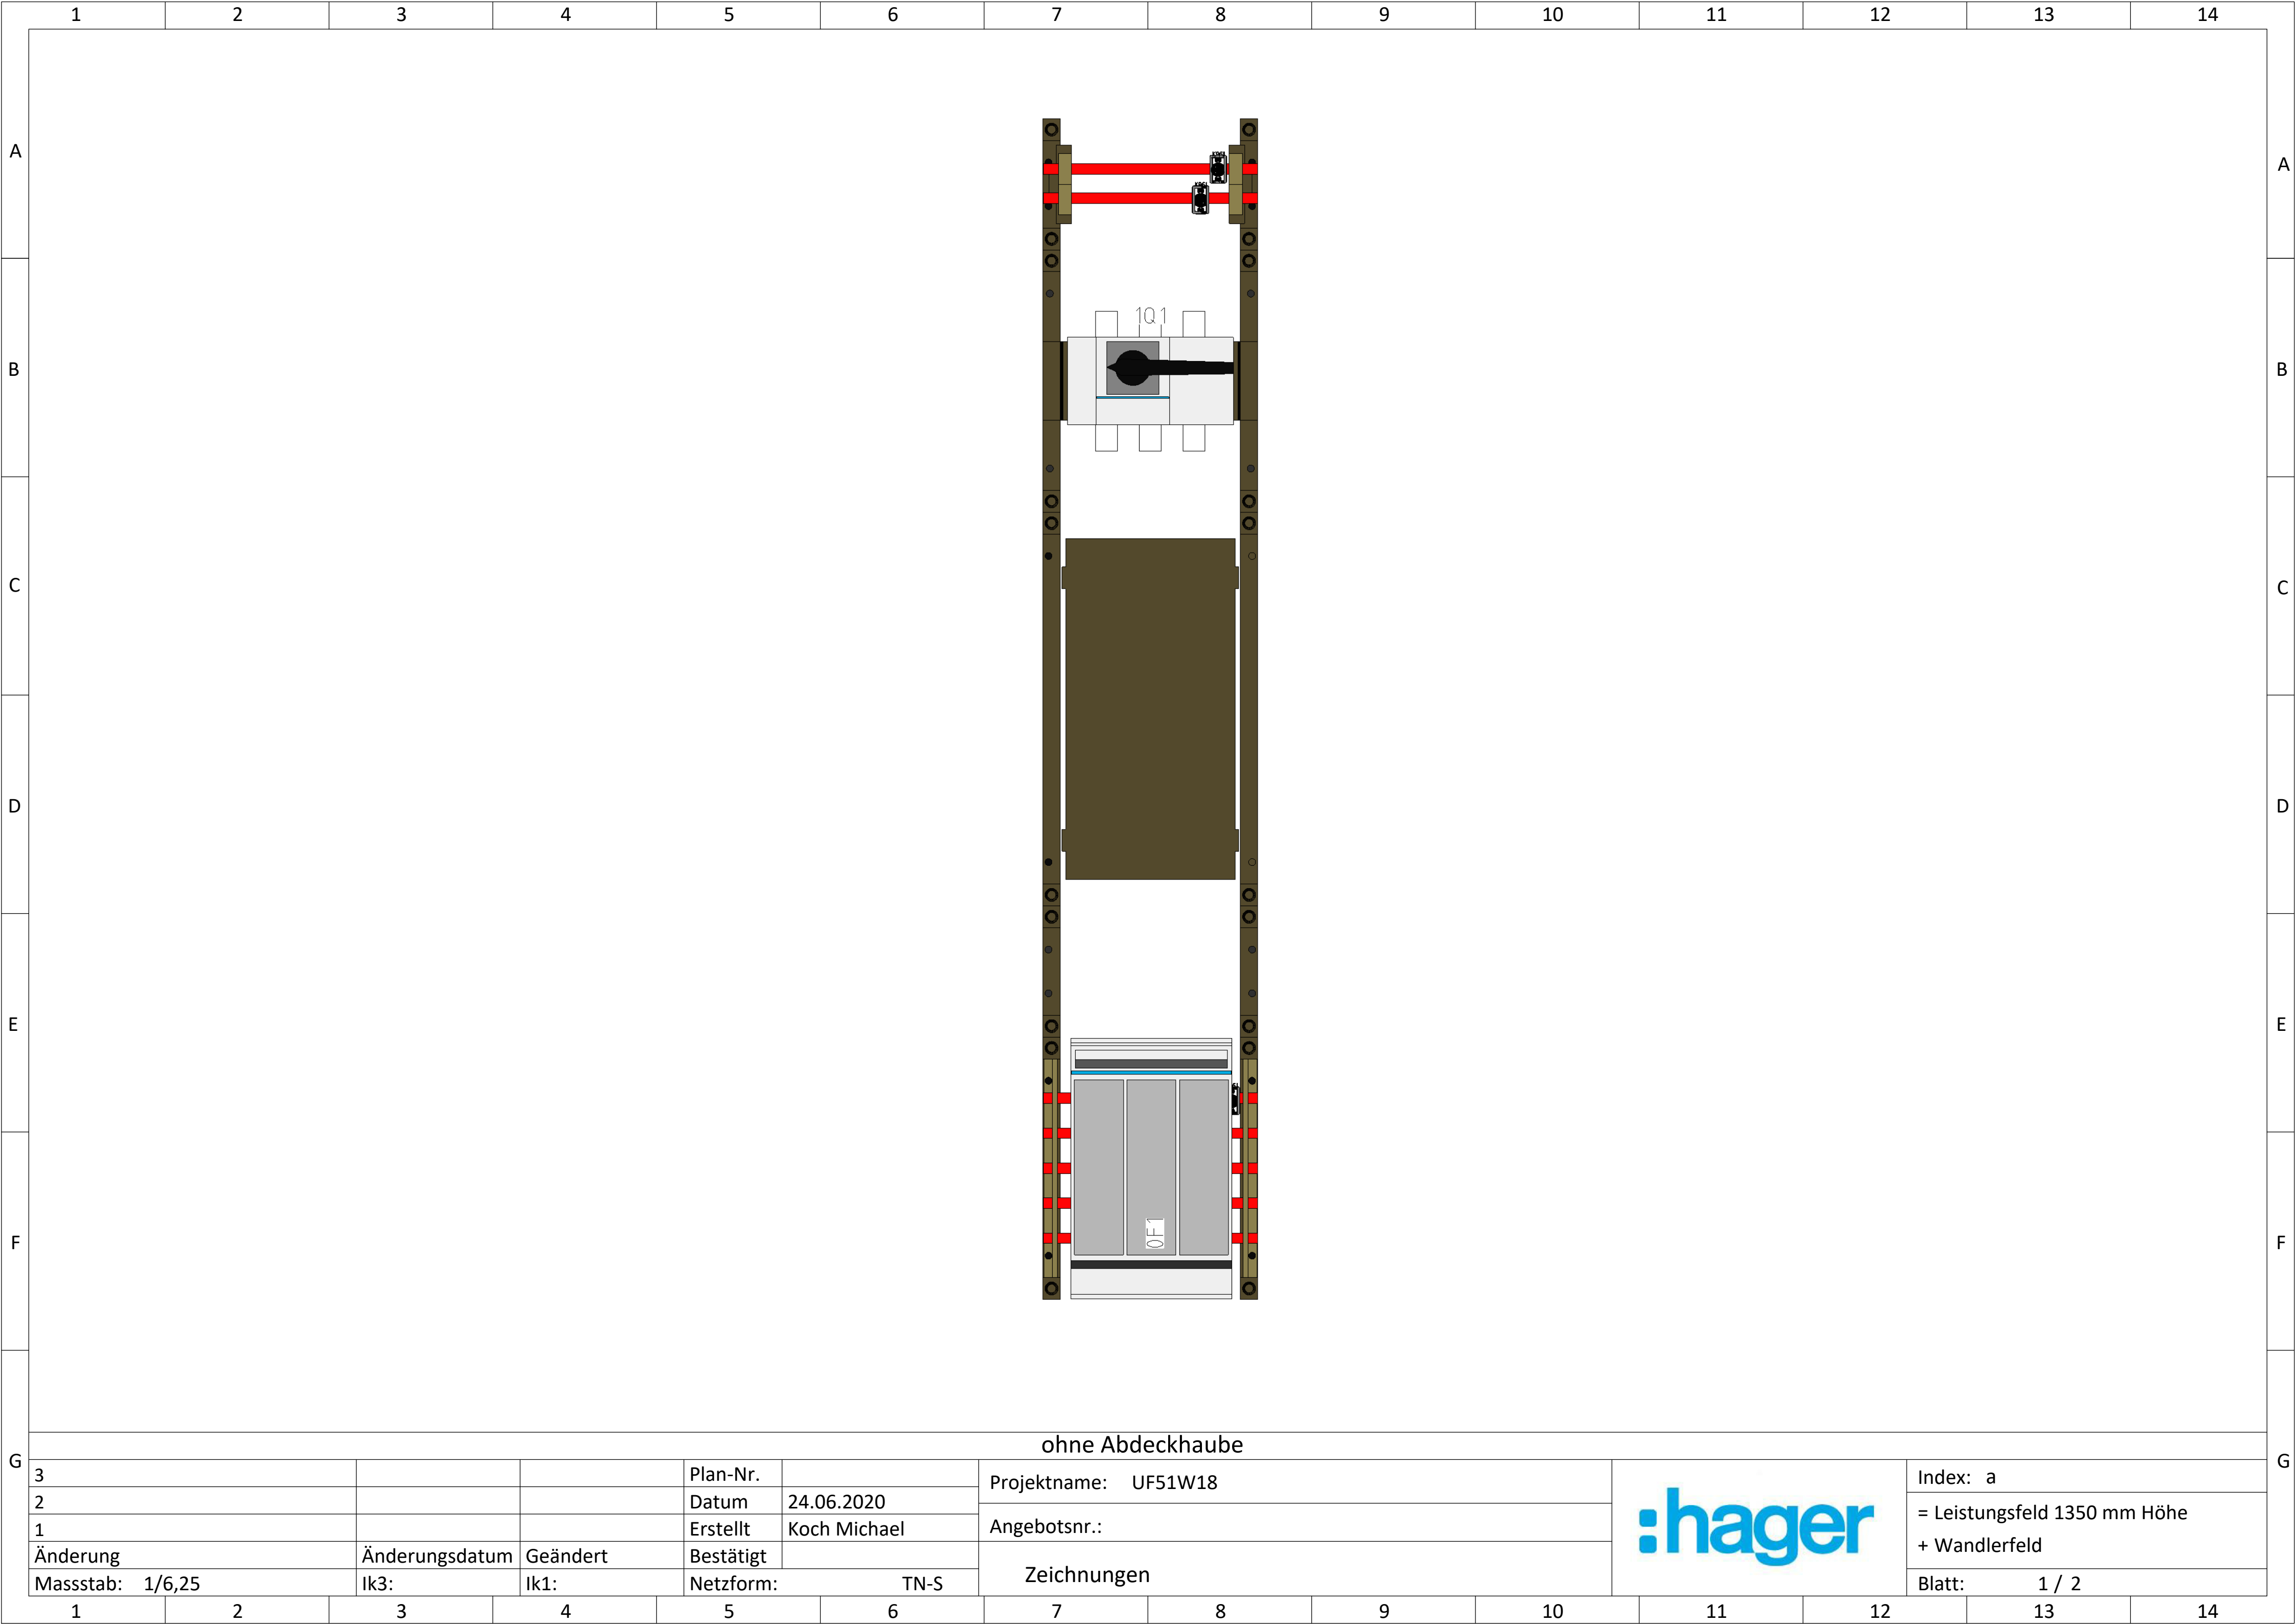 1 2 3 4 5 6 7 8 9 10 11 12 13 14
A A
1Q1
B B
C C
D D
E E
0F1
F F
ohne Abdeckhaube
G G
3 Plan-Nr.
2 Datum 24.06.2020
1 Erstellt Koch Michael
Änderung Änderungsdatum Geändert Bestätigt
Massstab: 1/6,25 Ik3: Ik1: Netzform: TN-S
Projektname: UF51W18
Angebotsnr.:
Zeichnungen
:hager
Index: a
= Leistungsfeld 1350 mm Höhe
+ Wandlerfeld
Blatt: 1 / 2
1 2 3 4 5 6 7 8 9 10 11 12 13 14